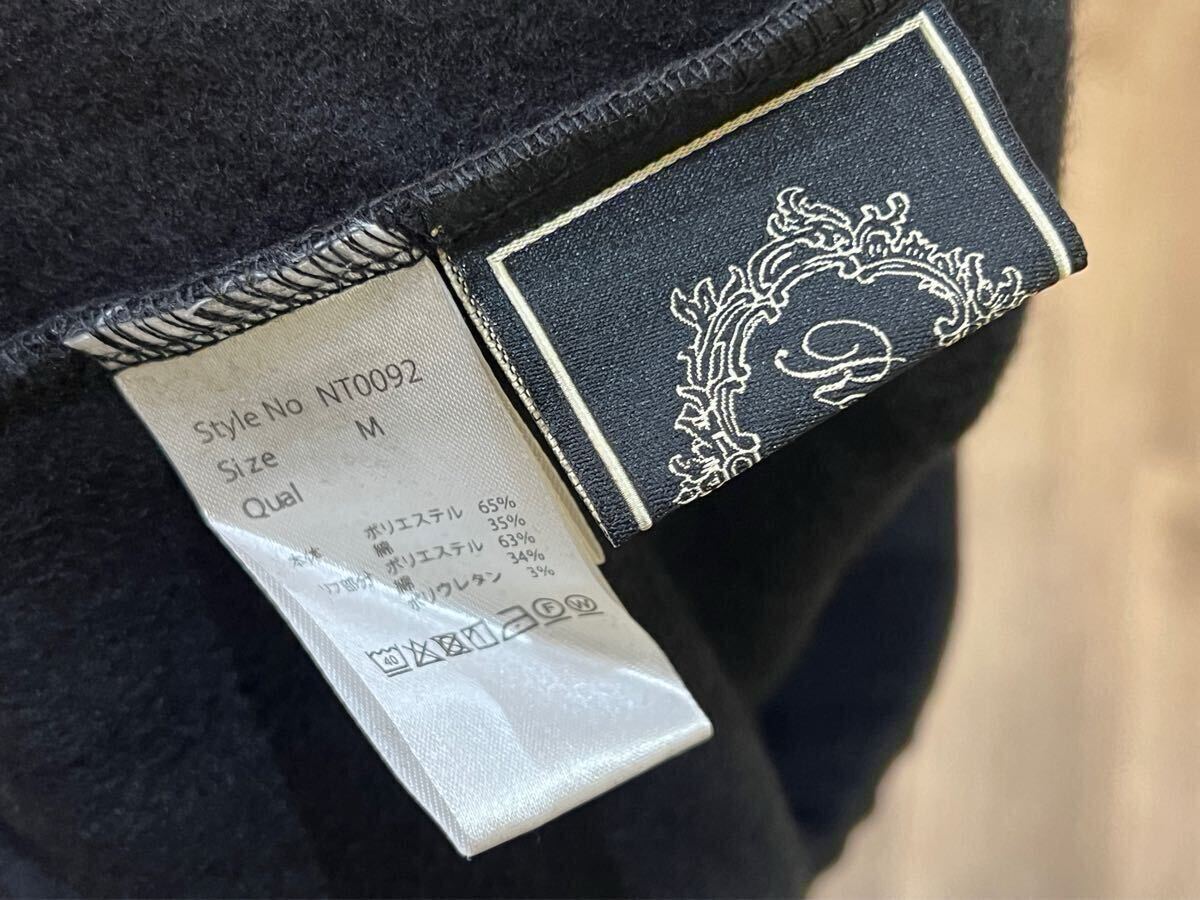 Style No NT0092
Size M
Qual
本体 ポリエステル 65%
綿 35%
リブ部分 ポリエステル 63%
綿 34%
ポリウレタン 3%
40 F W